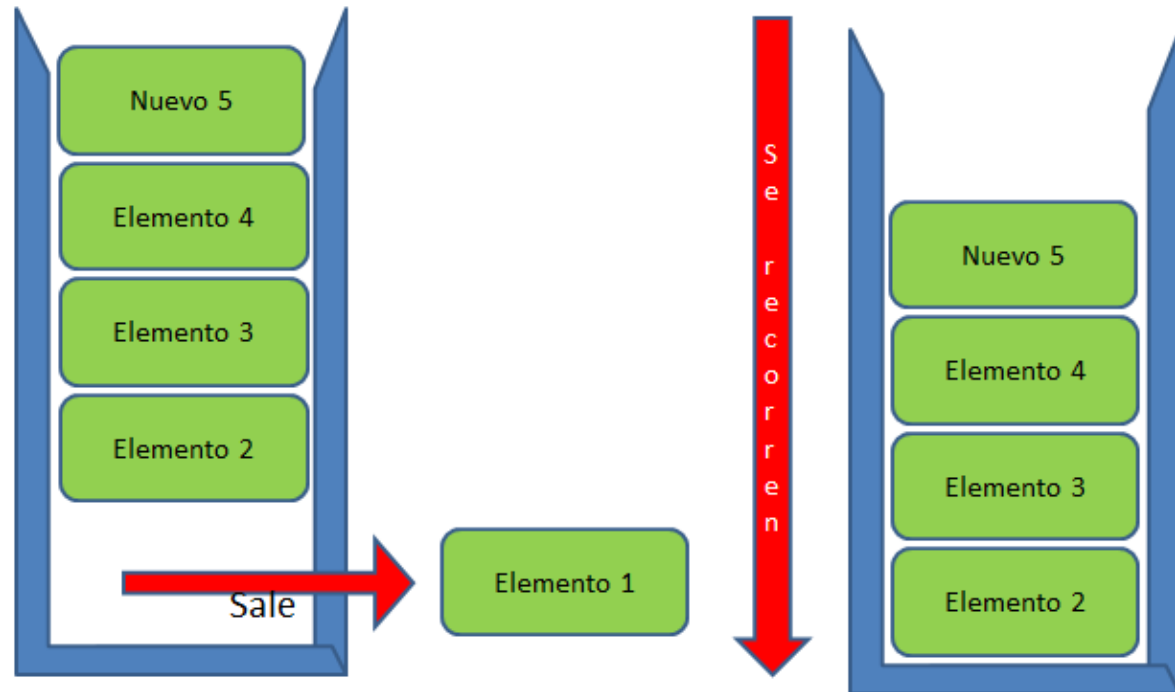 Nuevo 5
Elemento 4
Elemento 3
Elemento 2
Sale
Elemento 1
Se recorren
Nuevo 5
Elemento 4
Elemento 3
Elemento 2